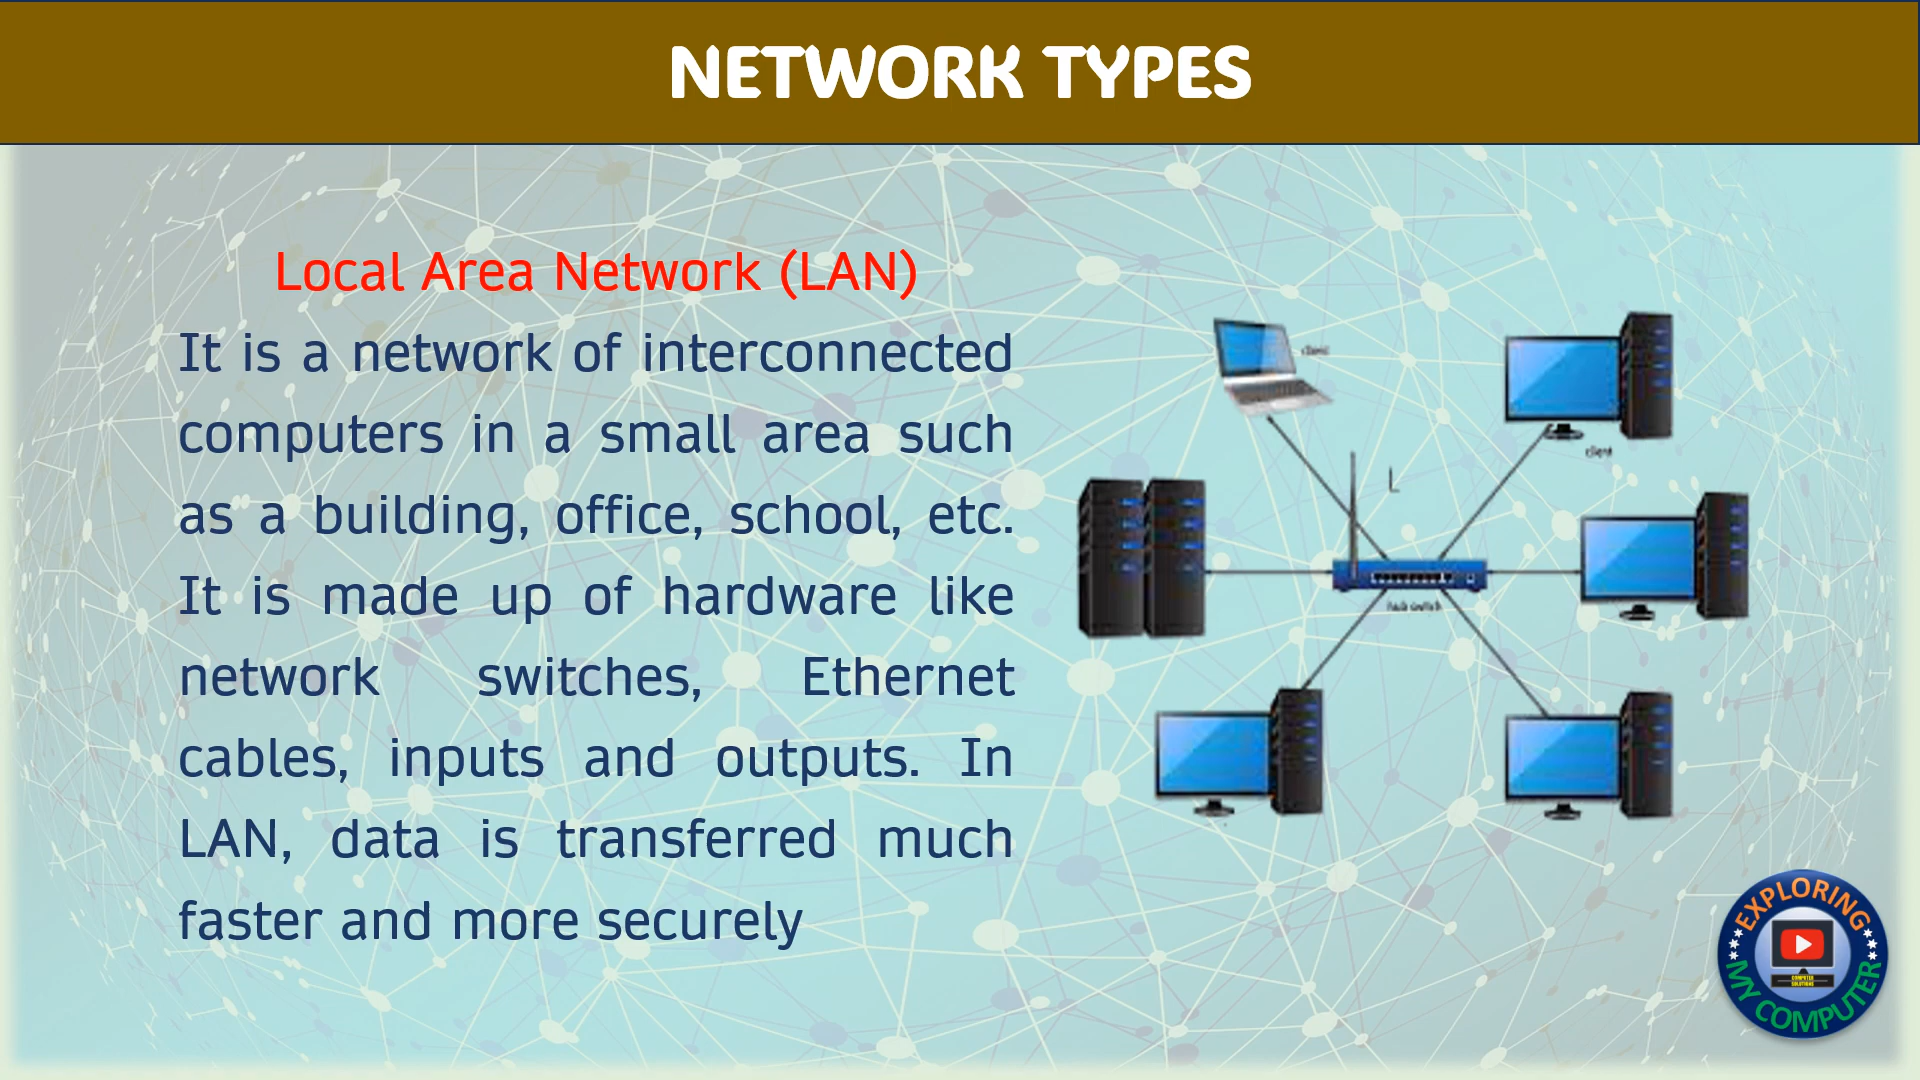 NETWORK TYPES
Local Area Network (LAN)
It is a network of interconnected
computers in a small area such
as a building, office, school, etc.
It is made up of hardware like
network switches, Ethernet
cables, inputs and outputs. In
LAN, data is transferred much
faster and more securely
client
client
L
hub switch
EXPLORING
COMPUTER
SOLUTIONS
MY COMPUTER